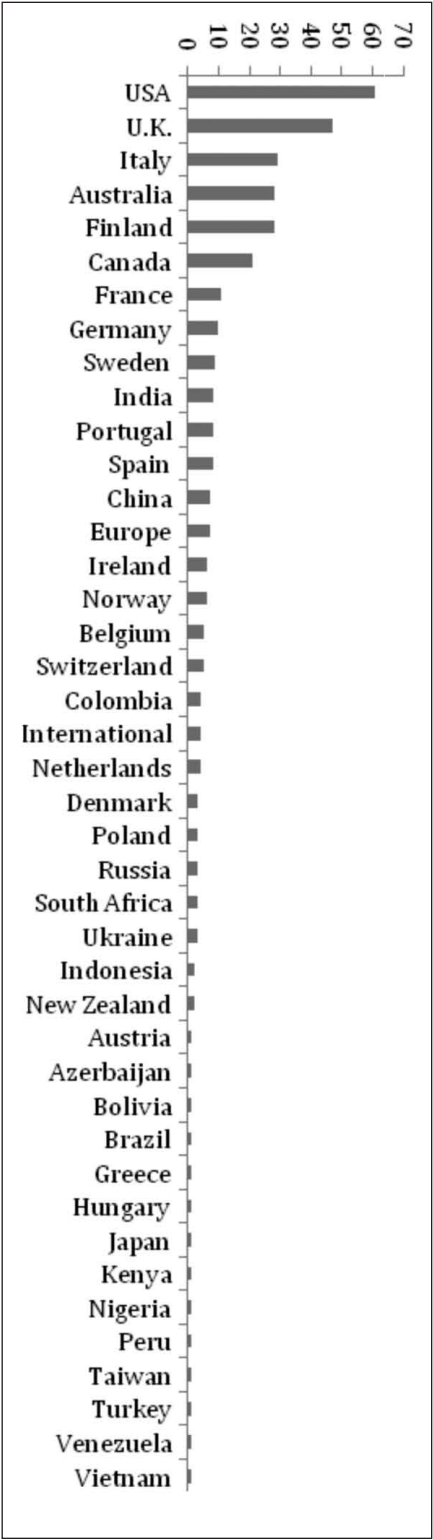 0 10 20 30 40 50 60 70
USA
U.K.
Italy
Australia
Finland
Canada
France
Germany
Sweden
India
Portugal
Spain
China
Europe
Ireland
Norway
Belgium
Switzerland
Colombia
International
Netherlands
Denmark
Poland
Russia
South Africa
Ukraine
Indonesia
New Zealand
Austria
Azerbaijan
Bolivia
Brazil
Greece
Hungary
Japan
Kenya
Nigeria
Peru
Taiwan
Turkey
Venezuela
Vietnam